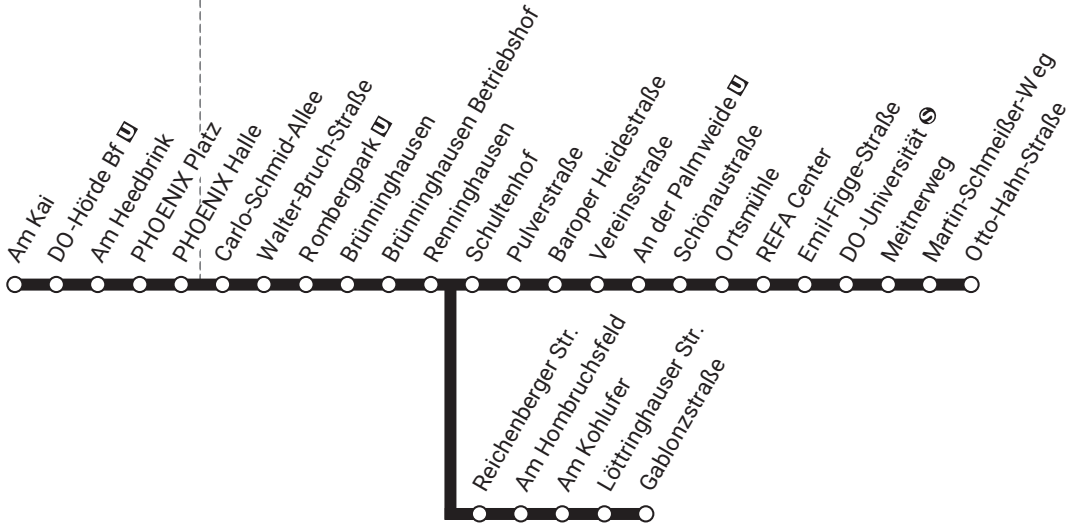 Am Kai
DO-Hörde Bf U
Am Heedbrink
PHOENIX Platz
PHOENIX Halle
Carlo-Schmid-Allee
Walter-Bruch-Straße
Rombergpark U
Brünninghausen
Brünninghausen Betriebshof
Renninghausen
Schultenhof
Pulverstraße
Baroper Heidestraße
Vereinsstraße
An der Palmweide U
Schönaustraße
Ortsmühle
REFA Center
Emil-Figge-Straße
DO-Universität S
Meitnerweg
Martin-Schmeißer-Weg
Otto-Hahn-Straße
Reichenberger Str.
Am Hombruchsfeld
Am Kohlufer
Löttringhauser Str.
Gablonzstraße